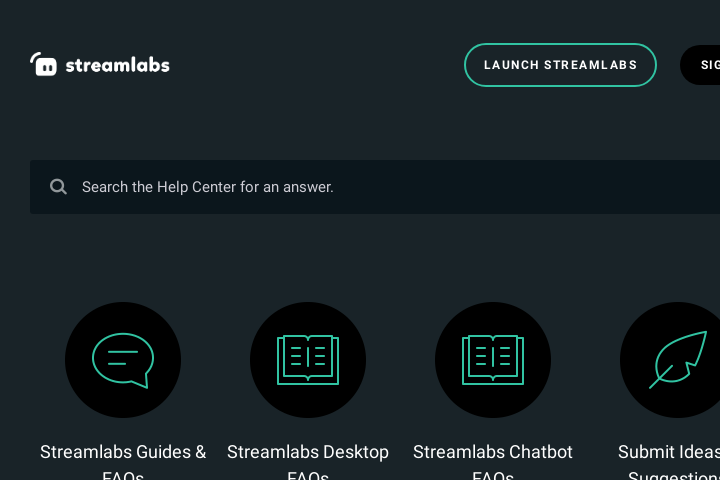 streamlabs
LAUNCH STREAMLABS
SIG
Search the Help Center for an answer.
Streamlabs Guides &
FAQs
Streamlabs Desktop
FAQs
Streamlabs Chatbot
FAQs
Submit Ideas
Suggestions